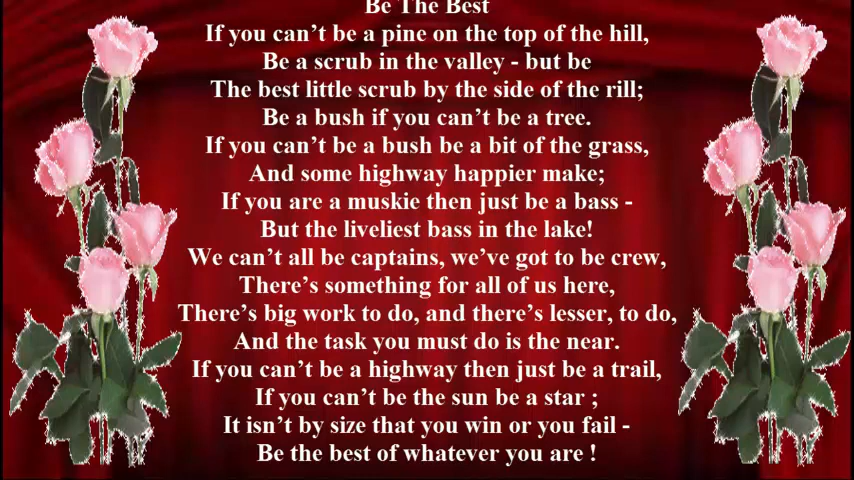 Be The Best
If you can’t be a pine on the top of the hill,
Be a scrub in the valley - but be
The best little scrub by the side of the rill;
Be a bush if you can’t be a tree.
If you can’t be a bush be a bit of the grass,
And some highway happier make;
If you are a muskie then just be a bass -
But the liveliest bass in the lake!
We can’t all be captains, we’ve got to be crew,
There’s something for all of us here,
There’s big work to do, and there’s lesser, to do,
And the task you must do is the near.
If you can’t be a highway then just be a trail,
If you can’t be the sun be a star ;
It isn’t by size that you win or you fail -
Be the best of whatever you are !